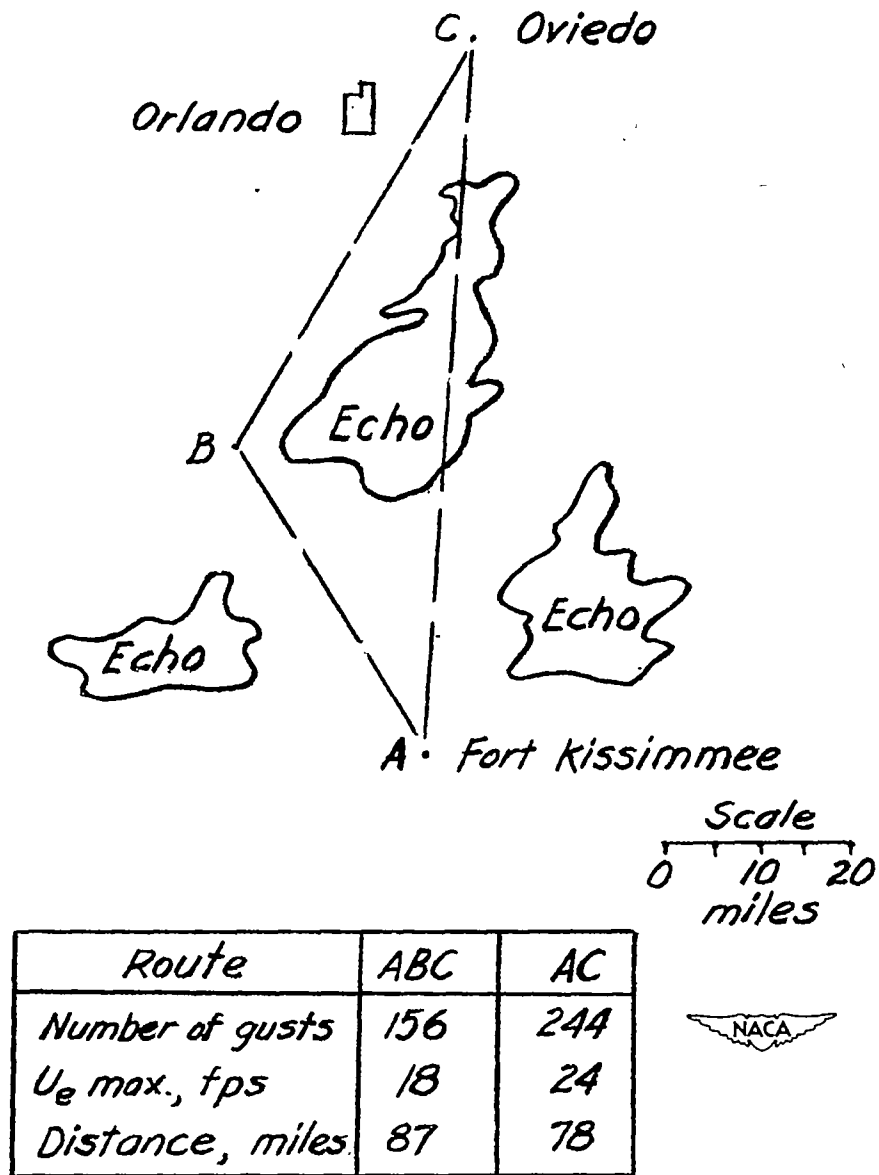 C. Oviedo
Orlando
Echo
B
Echo
Echo
A. Fort Kissimmee
Scale
0 10 20
miles
Route ABC AC
Number of gusts 156 244
Ue max., fps 18 24
Distance, miles 87 78
NACA